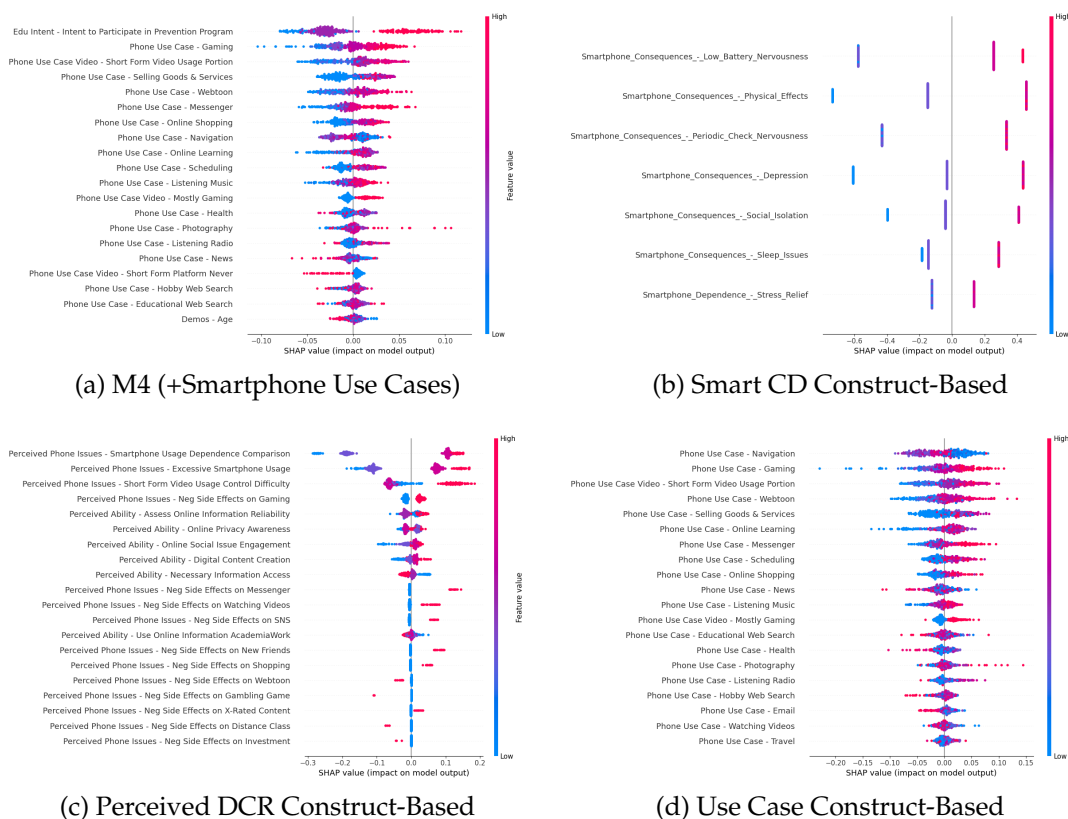 High
Edu Intent - Intent to Participate in Prevention Program
Phone Use Case - Gaming
Phone Use Case Video - Short Form Video Usage Portion
Phone Use Case - Selling Goods & Services
Phone Use Case - Webtoon
Phone Use Case - Messenger
Phone Use Case - Online Shopping
Phone Use Case - Navigation
Phone Use Case - Online Learning
Phone Use Case - Scheduling
Phone Use Case - Listening Music
Phone Use Case Video - Mostly Gaming
Phone Use Case - Health
Phone Use Case - Photography
Phone Use Case - Listening Radio
Phone Use Case - News
Phone Use Case Video - Short Form Platform Never
Phone Use Case - Hobby Web Search
Phone Use Case - Educational Web Search
Demos - Age
Feature value
Low
−0.10 −0.05 0.00 0.05 0.10
SHAP value (impact on model output)
(a) M4 (+Smartphone Use Cases)
High
Smartphone_Consequences_-_Low_Battery_Nervousness
Smartphone_Consequences_-_Physical_Effects
Smartphone_Consequences_-_Periodic_Check_Nervousness
Smartphone_Consequences_-_Depression
Smartphone_Consequences_-_Social_Isolation
Smartphone_Consequences_-_Sleep_Issues
Smartphone_Dependence_-_Stress_Relief
Low
−0.6 −0.4 −0.2 0.0 0.2 0.4
SHAP value (impact on model output)
(b) Smart CD Construct-Based
High
Perceived Phone Issues - Smartphone Usage Dependence Comparison
Perceived Phone Issues - Excessive Smartphone Usage
Perceived Phone Issues - Short Form Video Usage Control Difficulty
Perceived Phone Issues - Neg Side Effects on Gaming
Perceived Ability - Assess Online Information Reliability
Perceived Ability - Online Privacy Awareness
Perceived Ability - Online Social Issue Engagement
Perceived Ability - Digital Content Creation
Perceived Ability - Necessary Information Access
Perceived Phone Issues - Neg Side Effects on Messenger
Perceived Phone Issues - Neg Side Effects on Watching Videos
Perceived Phone Issues - Neg Side Effects on SNS
Perceived Ability - Use Online Information AcademiaWork
Perceived Phone Issues - Neg Side Effects on New Friends
Perceived Phone Issues - Neg Side Effects on Shopping
Perceived Phone Issues - Neg Side Effects on Webtoon
Perceived Phone Issues - Neg Side Effects on Gambling Game
Perceived Phone Issues - Neg Side Effects on X-Rated Content
Perceived Phone Issues - Neg Side Effects on Distance Class
Perceived Phone Issues - Neg Side Effects on Investment
Feature value
Low
−0.3 −0.2 −0.1 0.0 0.1 0.2
SHAP value (impact on model output)
(c) Perceived DCR Construct-Based
High
Phone Use Case - Navigation
Phone Use Case - Gaming
Phone Use Case Video - Short Form Video Usage Portion
Phone Use Case - Webtoon
Phone Use Case - Selling Goods & Services
Phone Use Case - Online Learning
Phone Use Case - Messenger
Phone Use Case - Scheduling
Phone Use Case - Online Shopping
Phone Use Case - News
Phone Use Case - Listening Music
Phone Use Case Video - Mostly Gaming
Phone Use Case - Educational Web Search
Phone Use Case - Health
Phone Use Case - Photography
Phone Use Case - Listening Radio
Phone Use Case - Hobby Web Search
Phone Use Case - Email
Phone Use Case - Watching Videos
Phone Use Case - Travel
Low
−0.20 −0.15 −0.10 −0.05 0.00 0.05 0.10 0.15
SHAP value (impact on model output)
(d) Use Case Construct-Based